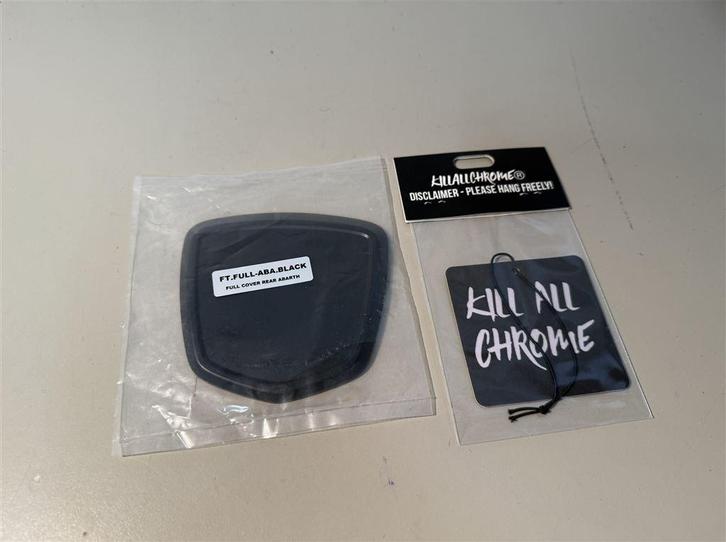 FT.FULL-ABA.BLACK
FULL COVER REAR ABARTH
KILLALLCHROME®
DISCLAIMER - PLEASE HANG FREELY!
KILL ALL
CHROME